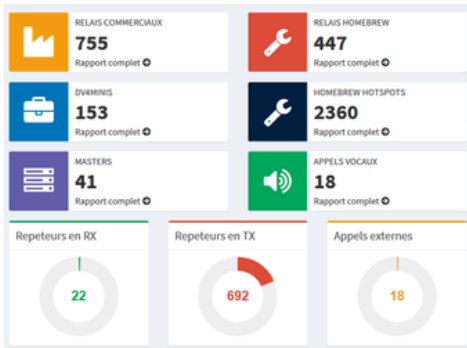 RELAIS COMMERCIAUX
755
Rapport complet
RELAIS HOMEBREW
447
Rapport complet
DV4MINIS
153
Rapport complet
HOMEBREW HOTSPOTS
2360
Rapport complet
MASTERS
41
Rapport complet
APPELS VOCAUX
18
Rapport complet
Repeteurs en RX
22
Repeteurs en TX
692
Appels externes
18